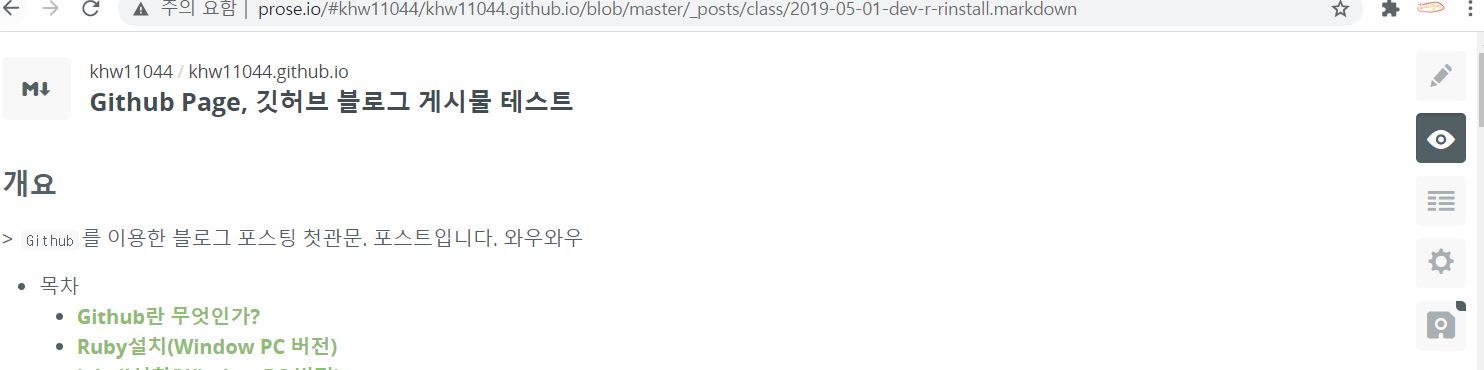 주의 요함 | prose.io/#khw11044/khw11044.github.io/blob/master/_posts/class/2019-05-01-dev-r-rinstall.markdown
M↓
khw11044 / khw11044.github.io
Github Page, 깃허브 블로그 게시물 테스트
개요
> Github 를 이용한 블로그 포스팅 첫관문. 포스트입니다. 와우와우
• 목차
• Github란 무엇인가?
• Ruby설치(Window PC 버전)